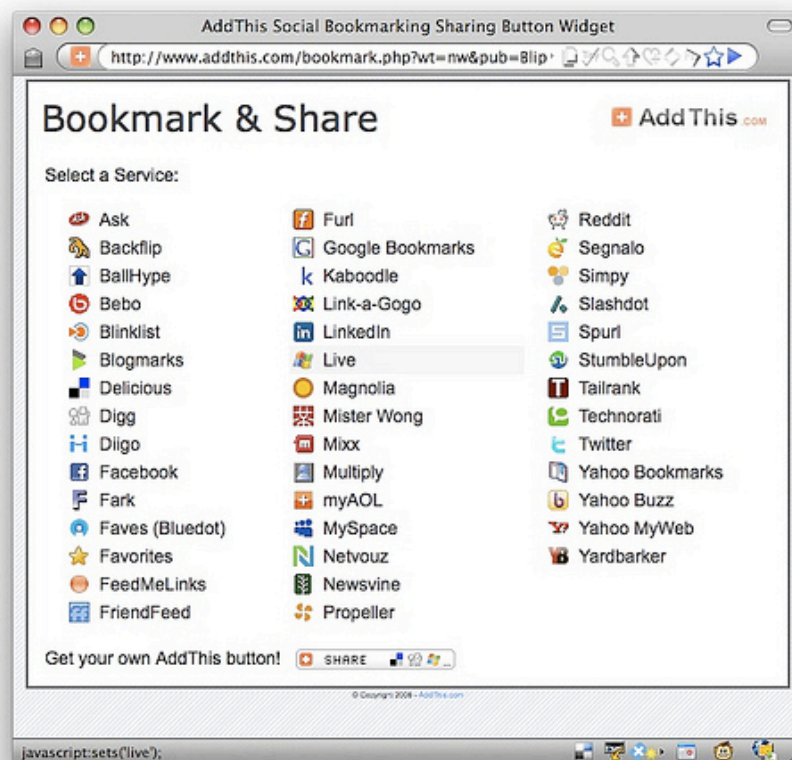 AddThis Social Bookmarking Sharing Button Widget
http://www.addthis.com/bookmark.php?wt=nw&pub=Blip
Bookmark & Share
AddThis.COM
Select a Service:
Ask
Backflip
BallHype
Bebo
Blinklist
Blogmarks
Delicious
Digg
Diigo
Facebook
Fark
Faves (Bluedot)
Favorites
FeedMeLinks
FriendFeed
Furl
Google Bookmarks
Kaboodle
Link-a-Gogo
LinkedIn
Live
Magnolia
Mister Wong
Mixx
Multiply
myAOL
MySpace
Netvouz
Newsvine
Propeller
Reddit
Segnalo
Simpy
Slashdot
Spurl
StumbleUpon
Tailrank
Technorati
Twitter
Yahoo Bookmarks
Yahoo Buzz
Yahoo MyWeb
Yardbarker
Get your own AddThis button! SHARE
© Copyright 2008 - AddThis.com
javascript:sets('live');